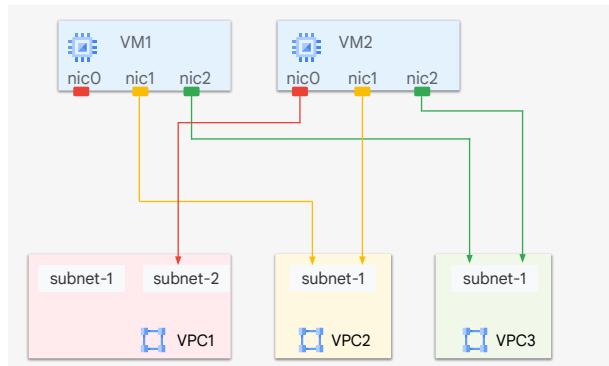 VM1
VM2
nic0 nic1 nic2
nic0 nic1 nic2
subnet-1 subnet-2
subnet-1
subnet-1
VPC1
VPC2
VPC3